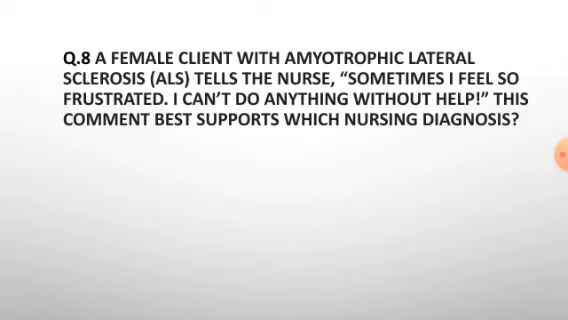 Q.8 A FEMALE CLIENT WITH AMYOTROPHIC LATERAL
SCLEROSIS (ALS) TELLS THE NURSE, “SOMETIMES I FEEL SO
FRUSTRATED. I CAN’T DO ANYTHING WITHOUT HELP!” THIS
COMMENT BEST SUPPORTS WHICH NURSING DIAGNOSIS?